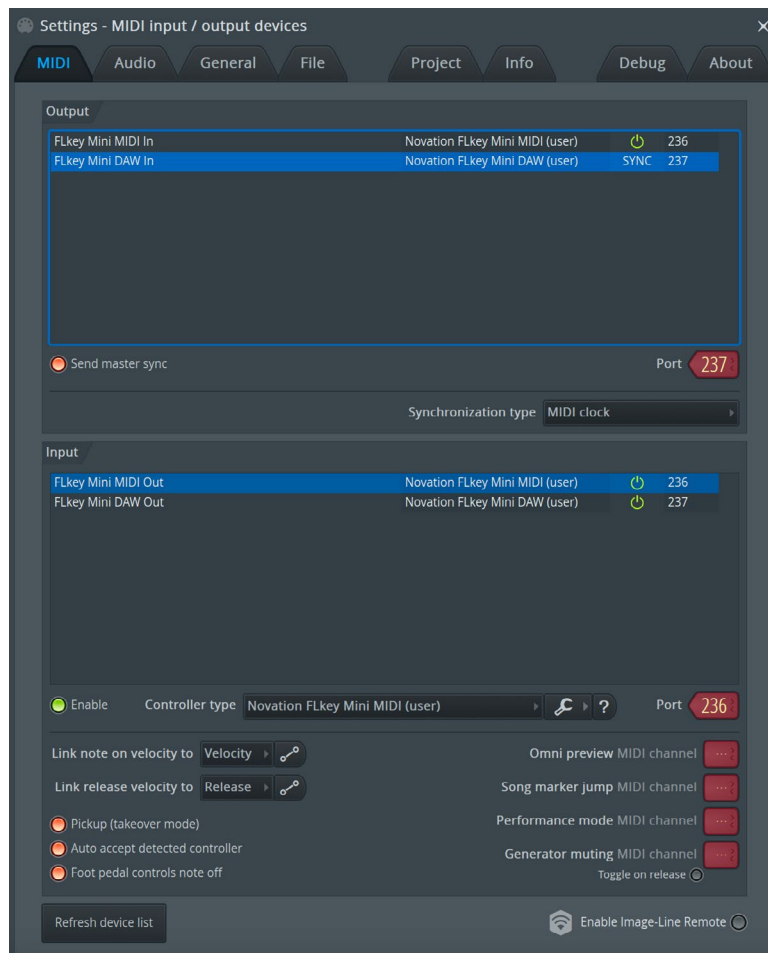 Settings - MIDI input / output devices
MIDI Audio General File Project Info Debug About
Output
FLkey Mini MIDI In Novation FLkey Mini MIDI (user) 236
FLkey Mini DAW In Novation FLkey Mini DAW (user) SYNC 237
Send master sync Port 237
Synchronization type MIDI clock
Input
FLkey Mini MIDI Out Novation FLkey Mini MIDI (user) 236
FLkey Mini DAW Out Novation FLkey Mini DAW (user) 237
Enable Controller type Novation FLkey Mini MIDI (user) ? Port 236
Link note on velocity to Velocity Omni preview MIDI channel ...
Link release velocity to Release Song marker jump MIDI channel ...
Pickup (takeover mode) Performance mode MIDI channel ...
Auto accept detected controller Generator muting MIDI channel ...
Foot pedal controls note off Toggle on release
Refresh device list Enable Image-Line Remote